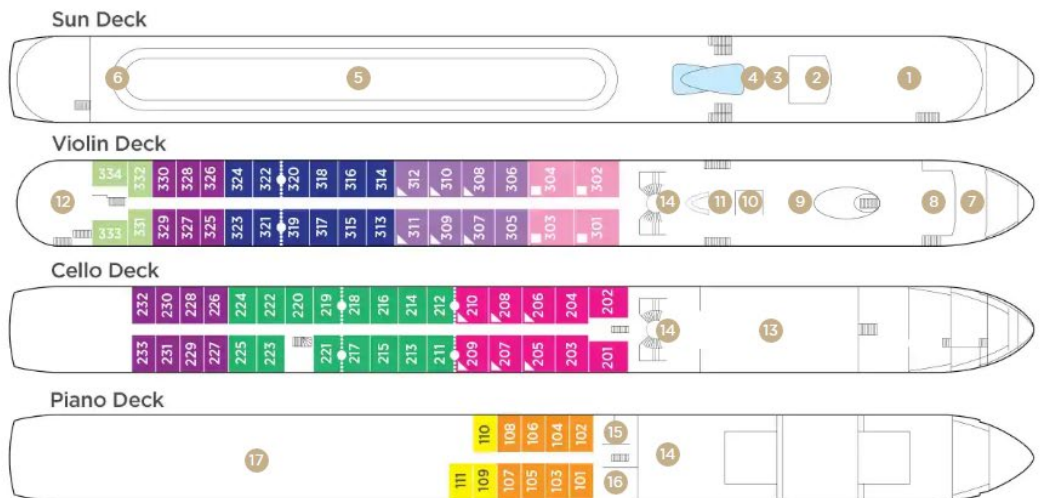 Sun Deck
6 5 4 3 2 1
Violin Deck
334 332 330 328 326 324 322 320 318 316 314 312 310 308 306 304 302
12 14 11 10 9 8 7
333 331 329 327 325 323 321 319 317 315 313 311 309 307 305 303 301
Cello Deck
232 230 228 226 224 222 220 219 218 216 214 212 210 208 206 204 202
14 13
233 231 229 227 225 223 221 217 215 213 211 209 207 205 203 201
Piano Deck
110 108 106 104 102 15
17 14
111 109 107 105 103 101 16